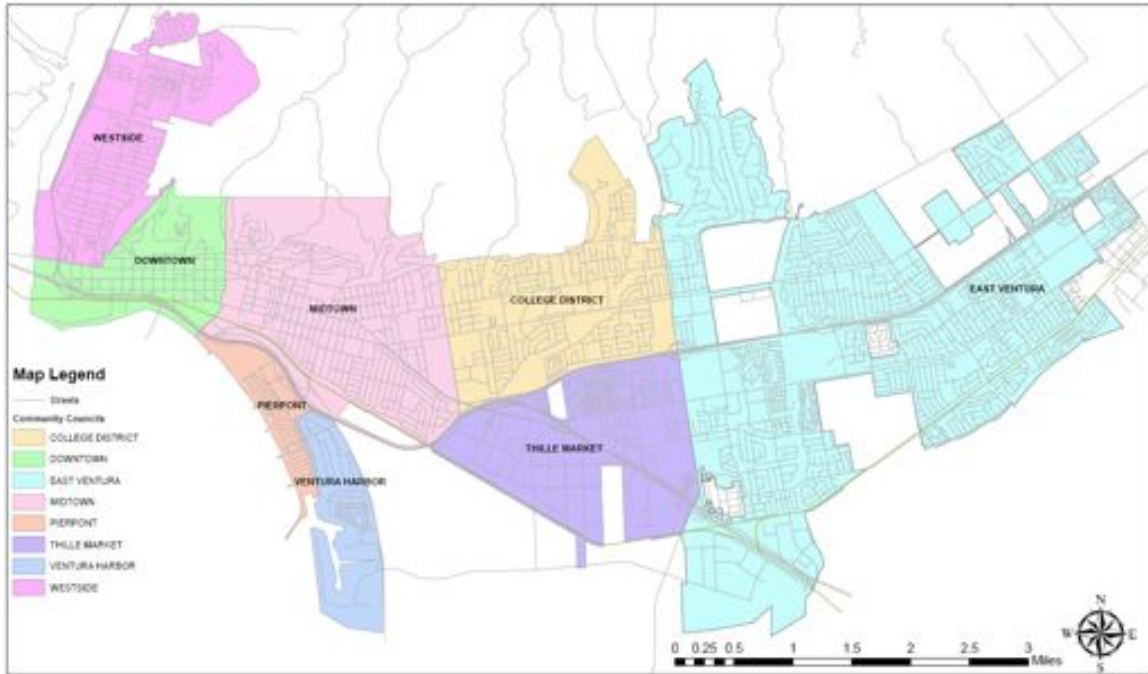 WESTSIDE
DOWNTOWN
MIDTOWN
COLLEGE DISTRICT
EAST VENTURA
PIERPONT
THILLE MARKET
VENTURA HARBOR
Map Legend
Streets
Community Councils
COLLEGE DISTRICT
DOWNTOWN
EAST VENTURA
MIDTOWN
PIERPONT
THILLE MARKET
VENTURA HARBOR
WESTSIDE
N
W E
S
0 0.25 0.5 1 1.5 2 2.5 3
Miles